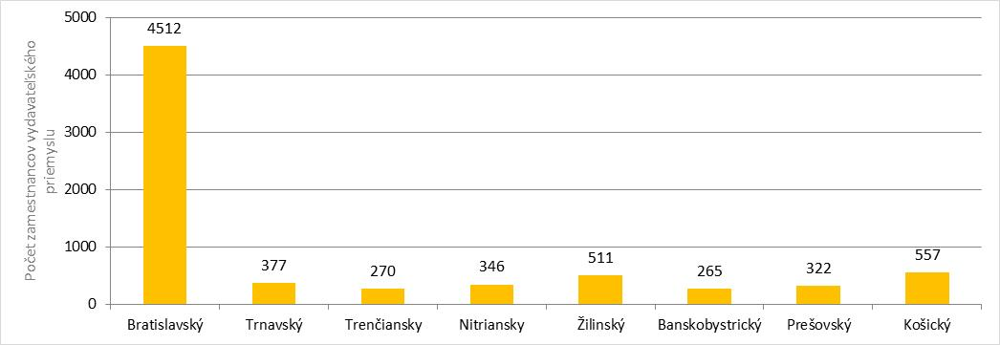 Počet zamestnancov vydavateľského
priemyslu
5000
4000
3000
2000
1000
0
4512
377
270
346
511
265
322
557
Bratislavský
Trnavský
Trenčiansky
Nitriansky
Žilinský
Banskobystrický
Prešovský
Košický